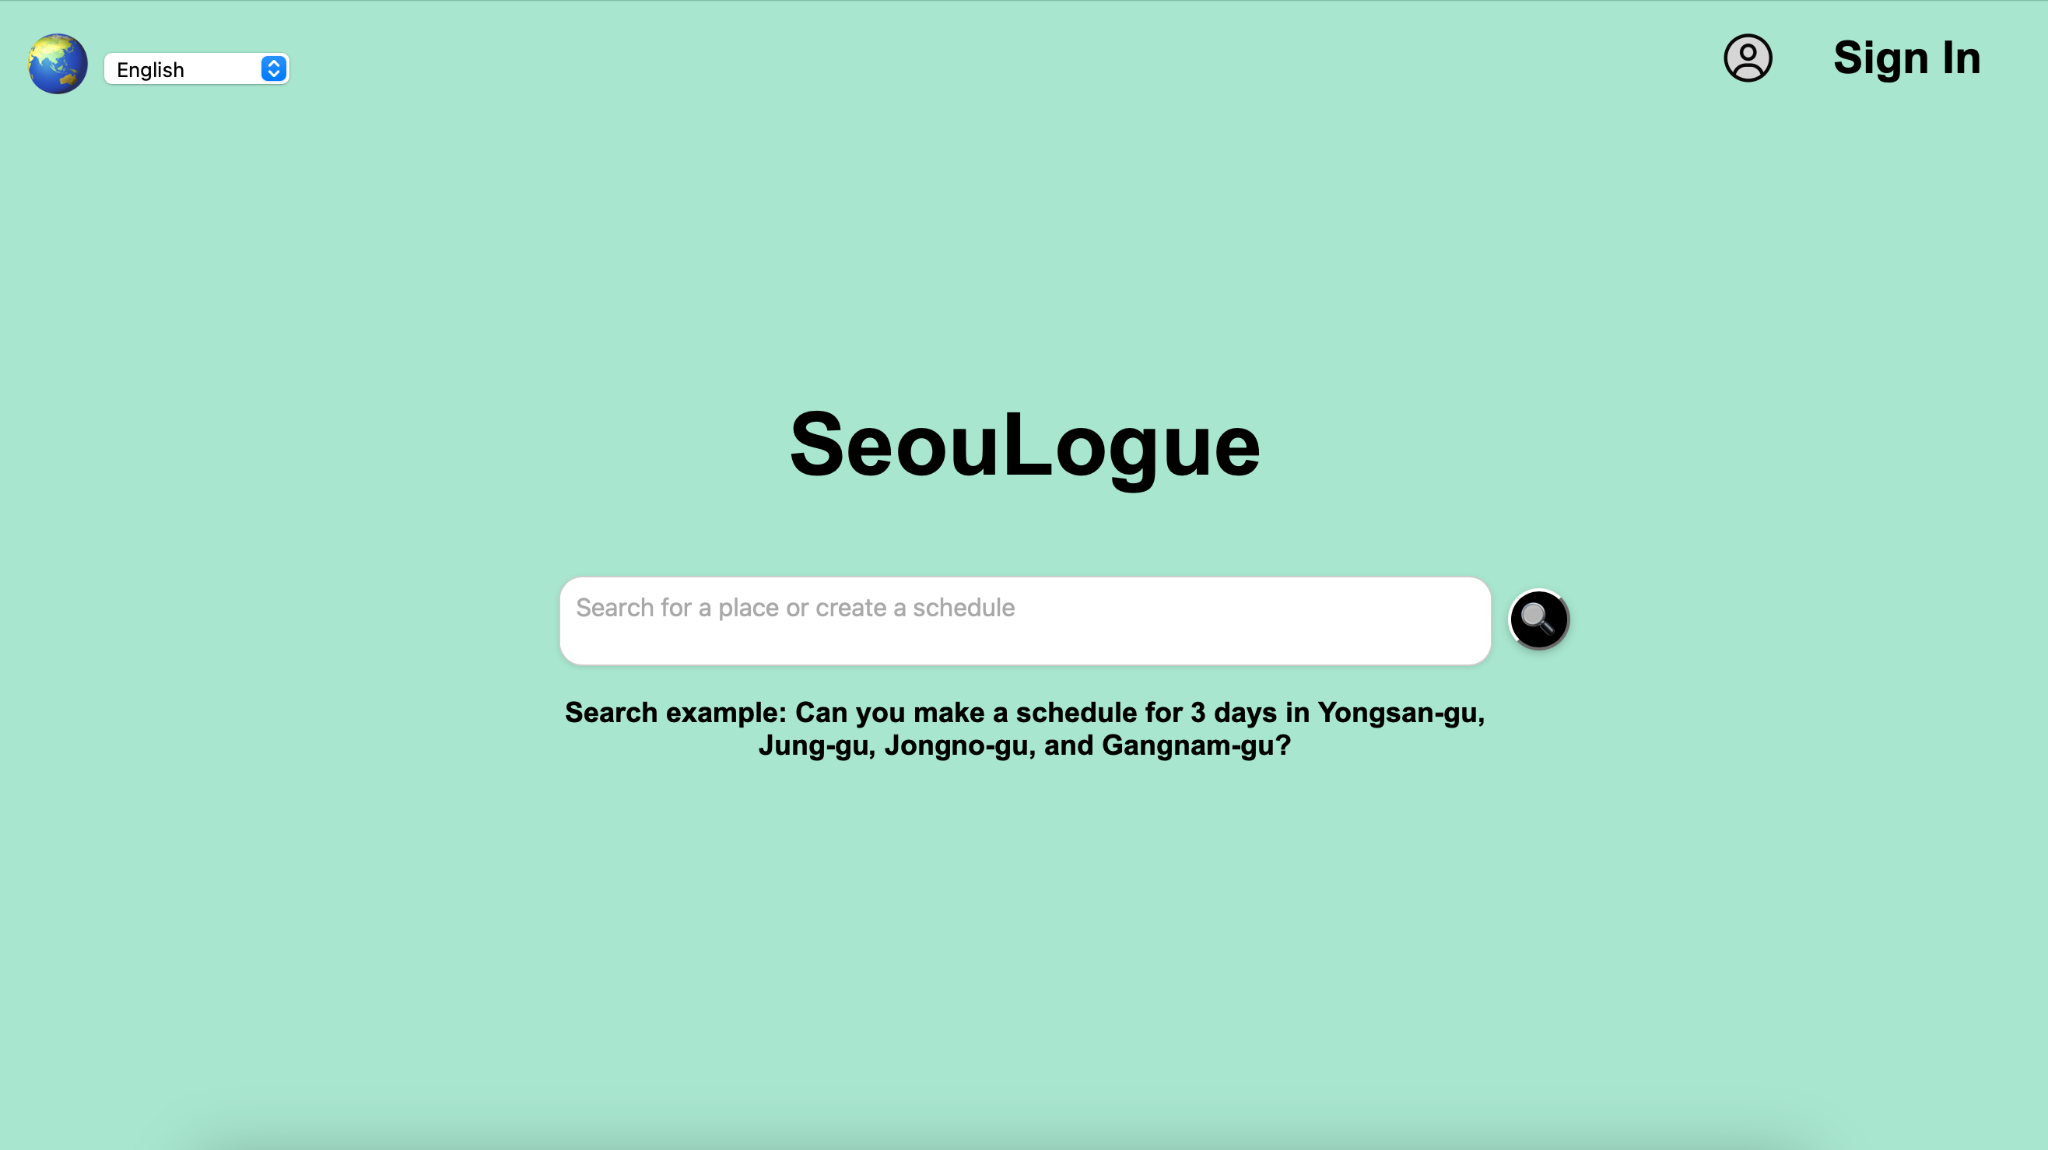 English
Sign In
SeouLogue
Search for a place or create a schedule
Search example: Can you make a schedule for 3 days in Yongsan-gu,
Jung-gu, Jongno-gu, and Gangnam-gu?